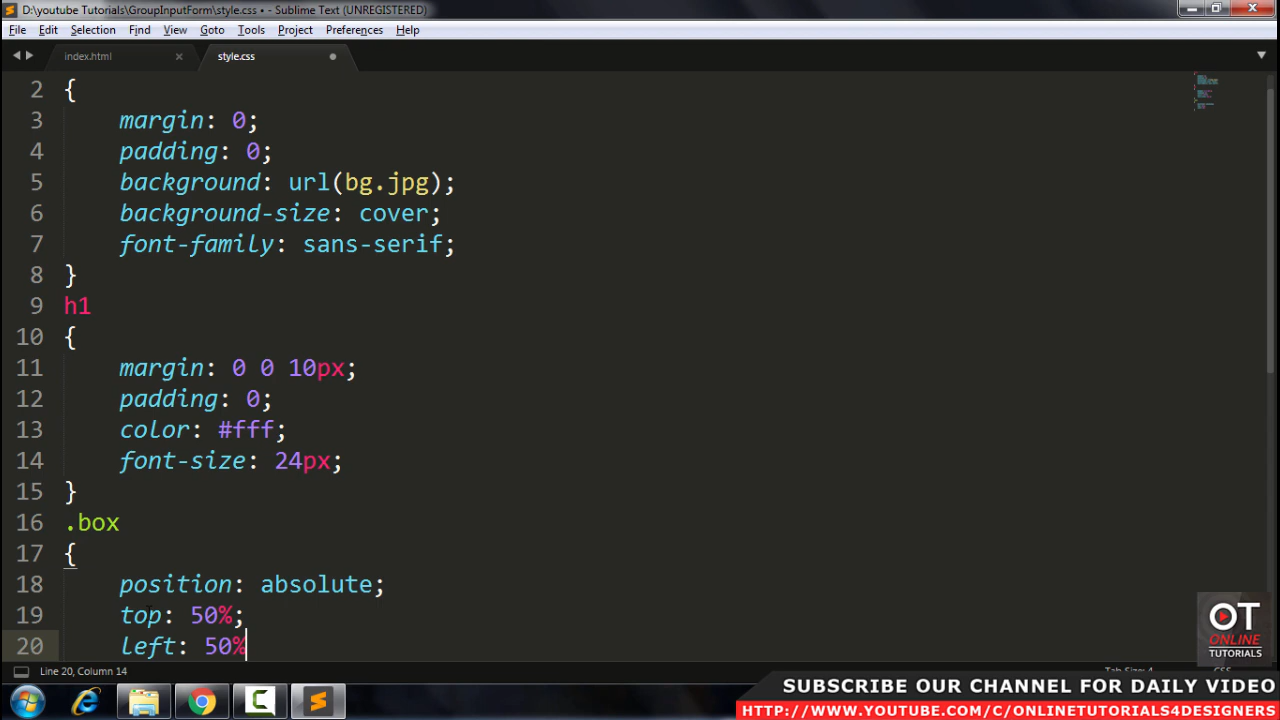 D:\youtube Tutorials\GroupInputForm\style.css • - Sublime Text (UNREGISTERED)
File Edit Selection Find View Goto Tools Project Preferences Help
index.html × style.css
2 {
3 margin: 0;
4 padding: 0;
5 background: url(bg.jpg);
6 background-size: cover;
7 font-family: sans-serif;
8 }
9 h1
10 {
11 margin: 0 0 10px;
12 padding: 0;
13 color: #fff;
14 font-size: 24px;
15 }
16 .box
17 {
18 position: absolute;
19 top: 50%;
20 left: 50%
OT
ONLINE
TUTORIALS
Line 20, Column 14
SUBSCRIBE OUR CHANNEL FOR DAILY VIDEO
HTTP://WWW.YOUTUBE.COM/C/ONLINETUTORIALS4DESIGNERS